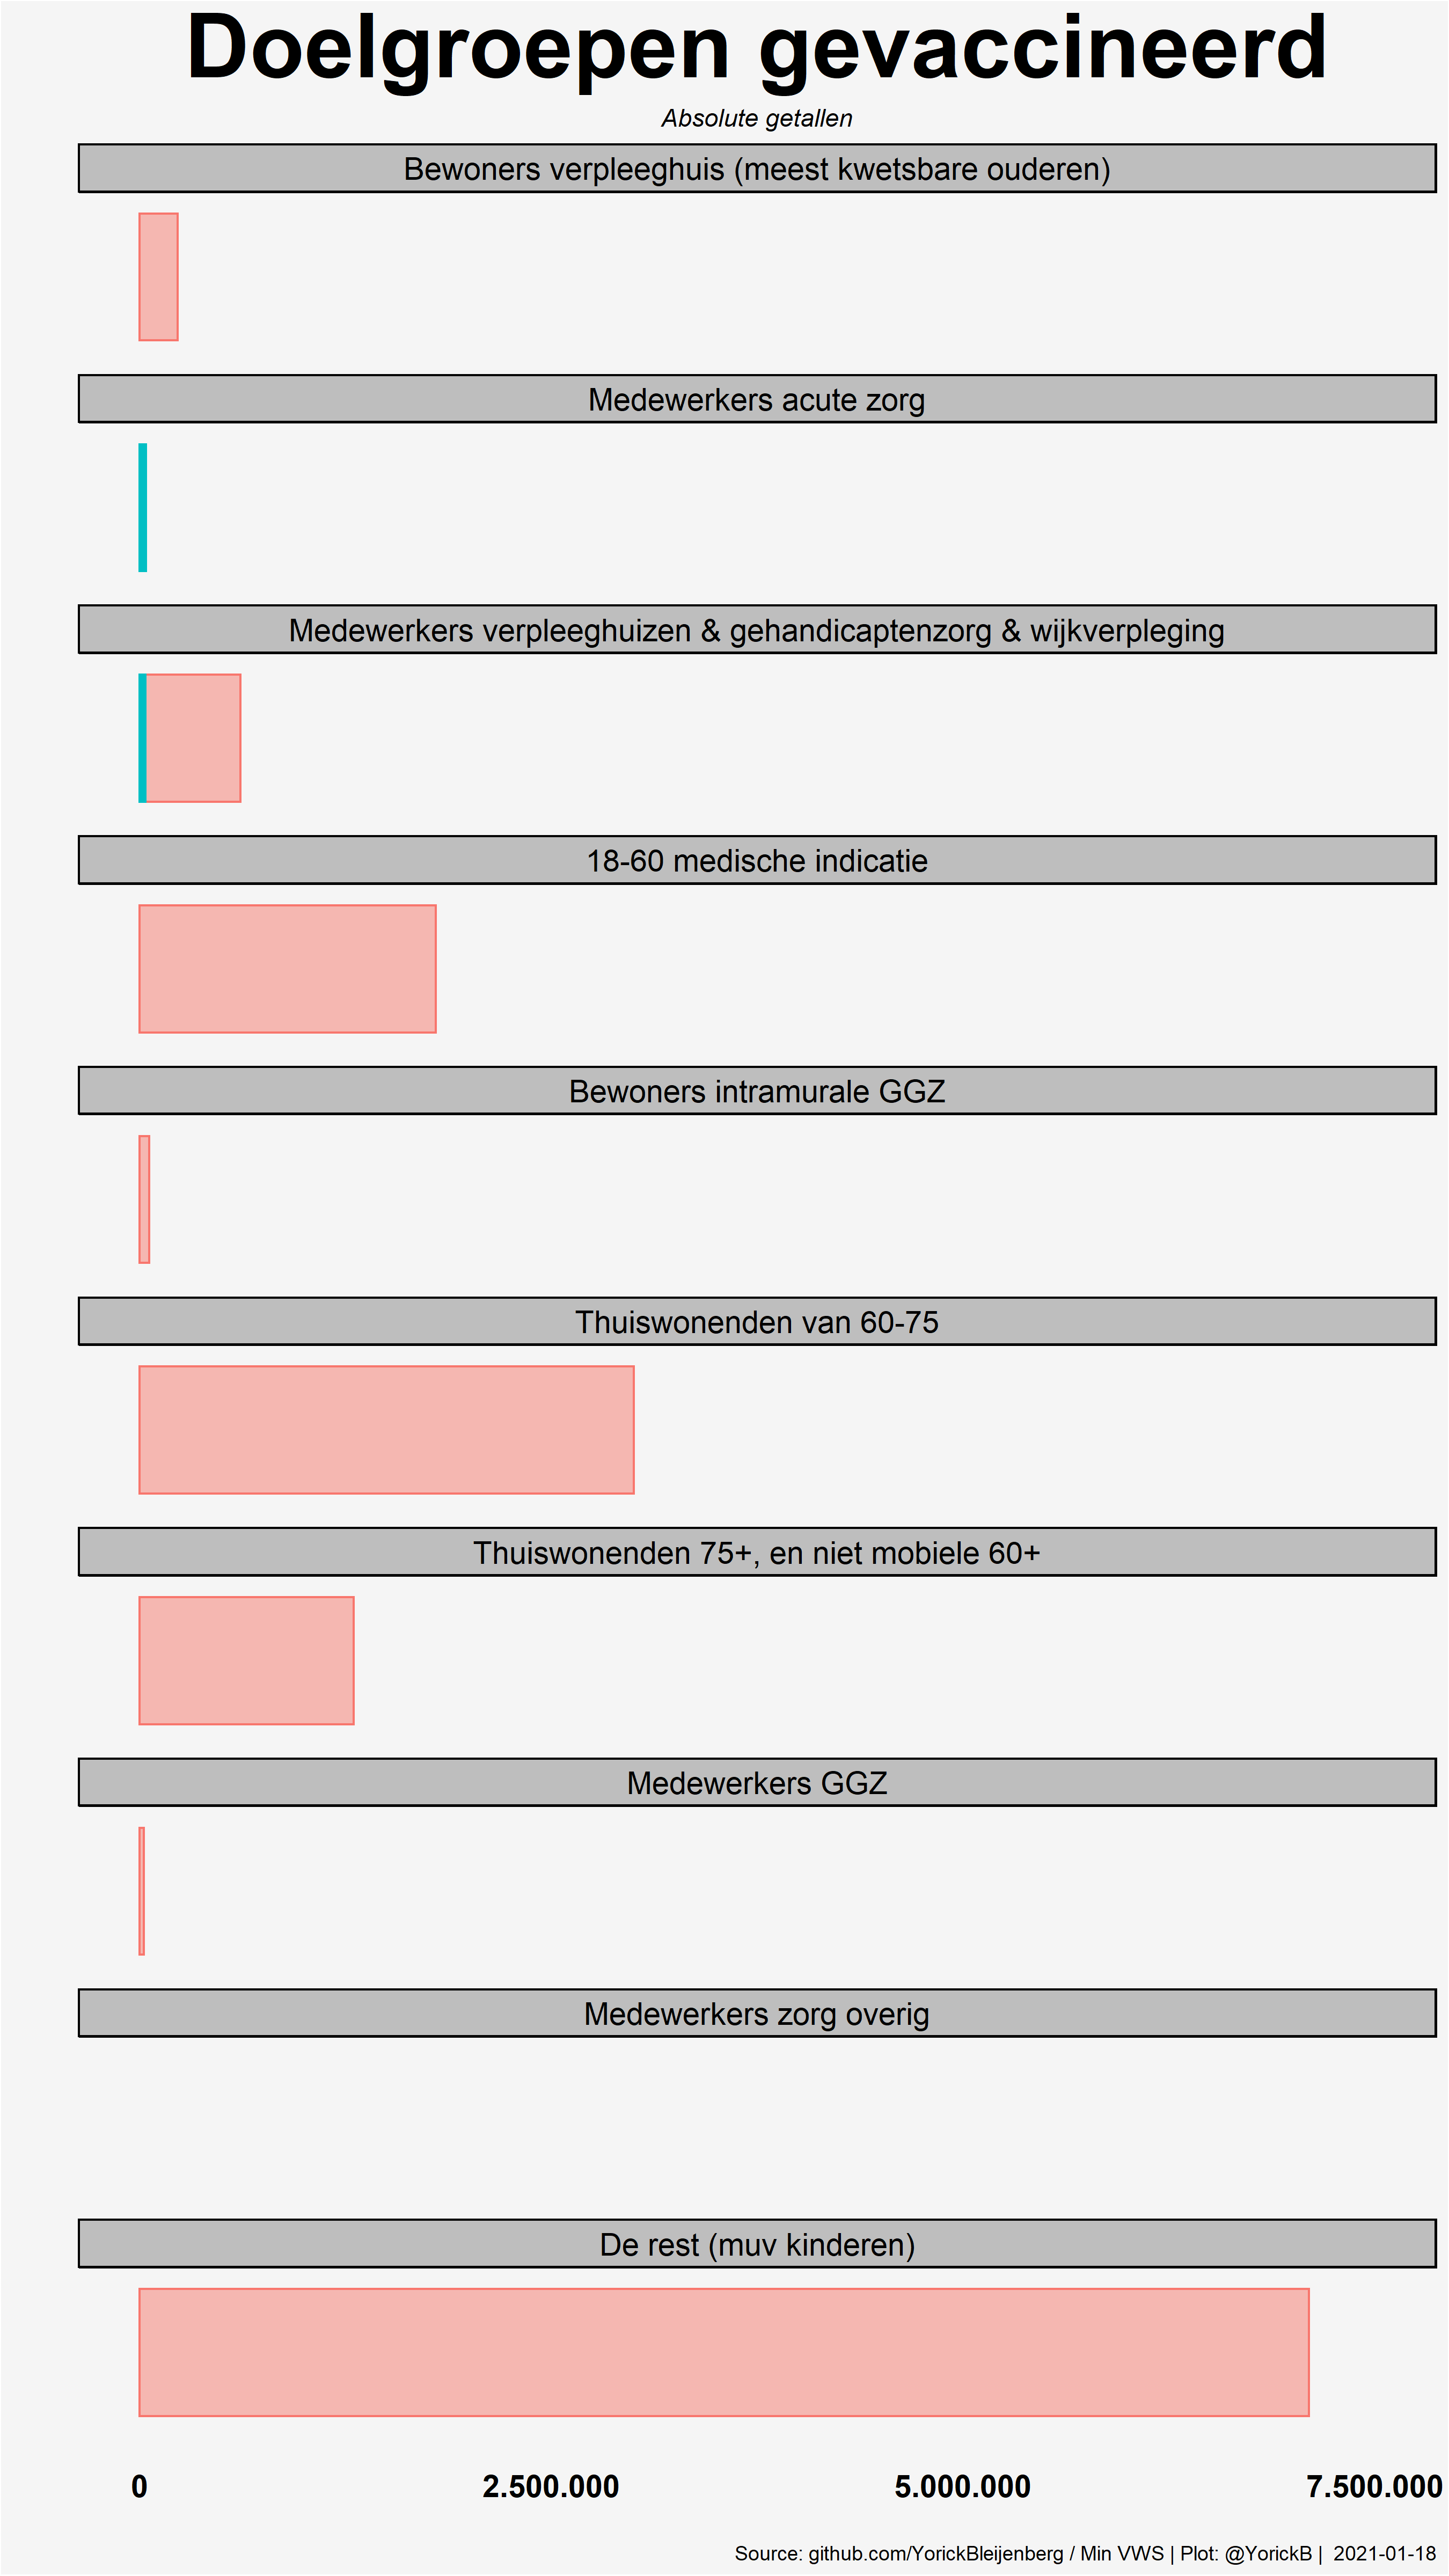 Doelgroepen gevaccineerd
Absolute getallen
Bewoners verpleeghuis (meest kwetsbare ouderen)
Medewerkers acute zorg
Medewerkers verpleeghuizen & gehandicaptenzorg & wijkverpleging
18-60 medische indicatie
Bewoners intramurale GGZ
Thuiswonenden van 60-75
Thuiswonenden 75+, en niet mobiele 60+
Medewerkers GGZ
Medewerkers zorg overig
De rest (muv kinderen)
0 2.500.000 5.000.000 7.500.000
Source: github.com/YorickBleijenberg / Min VWS | Plot: @YorickB | 2021-01-18